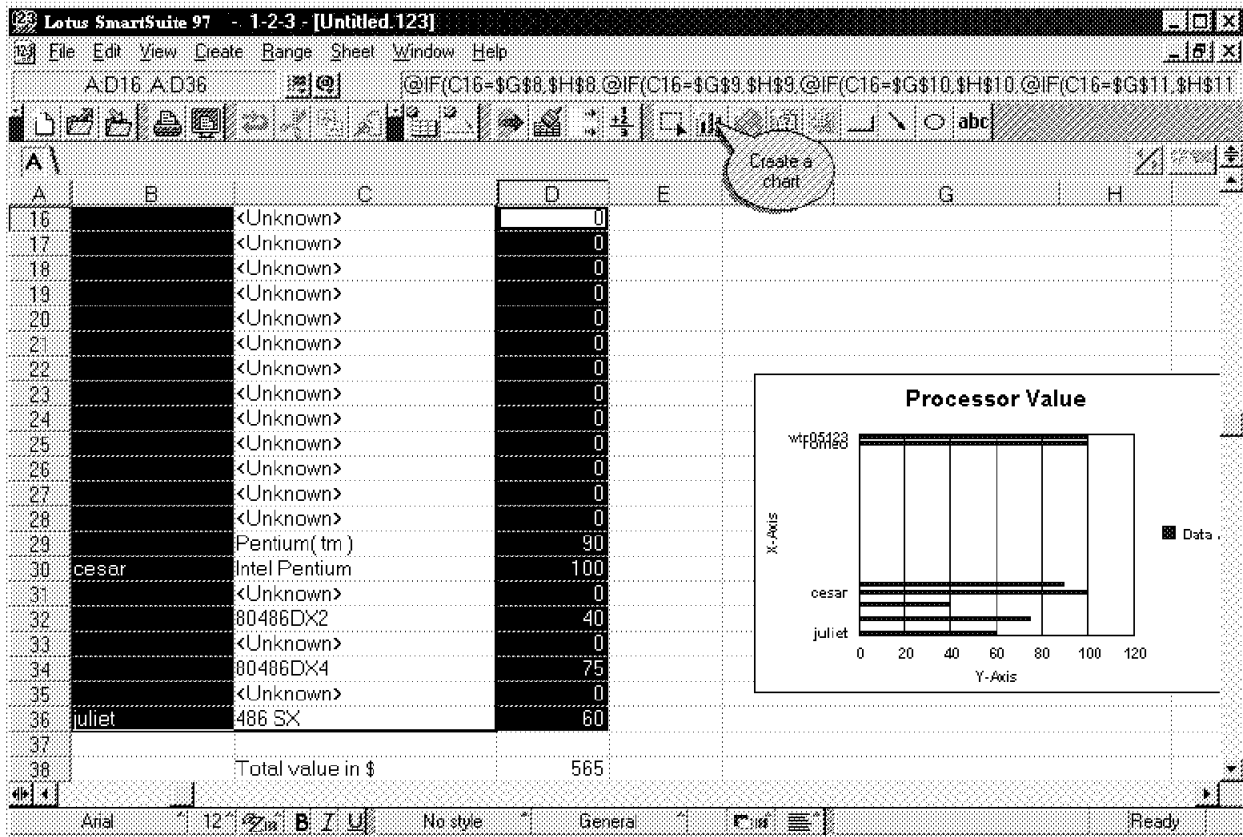 Lotus SmartSuite 97 - 1-2-3 - [Untitled.123]
File Edit View Create Range Sheet Window Help
A:D16 A:D36 @IF(C16=$G$8,$H$8,@IF(C16=$G$9,$H$9,@IF(C16=$G$10,$H$10,@IF(C16=$G$11,$H$11
abc
A
Create a
chart
A B C D E G H
16 <Unknown> 0
17 <Unknown> 0
18 <Unknown> 0
19 <Unknown> 0
20 <Unknown> 0
21 <Unknown> 0
22 <Unknown> 0
23 <Unknown> 0
24 <Unknown> 0
25 <Unknown> 0
26 <Unknown> 0
27 <Unknown> 0
28 <Unknown> 0
29 Pentium( tm ) 90
30 cesar Intel Pentium 100
31 <Unknown> 0
32 80486DX2 40
33 <Unknown> 0
34 80486DX4 75
35 <Unknown> 0
36 juliet 486 SX 60
37
38 Total value in $ 565
Processor Value
wtr05123
romeo
X-Axis
cesar
juliet
0 20 40 60 80 100 120
Y-Axis
Data
Arial 12 B I U No style General Ready